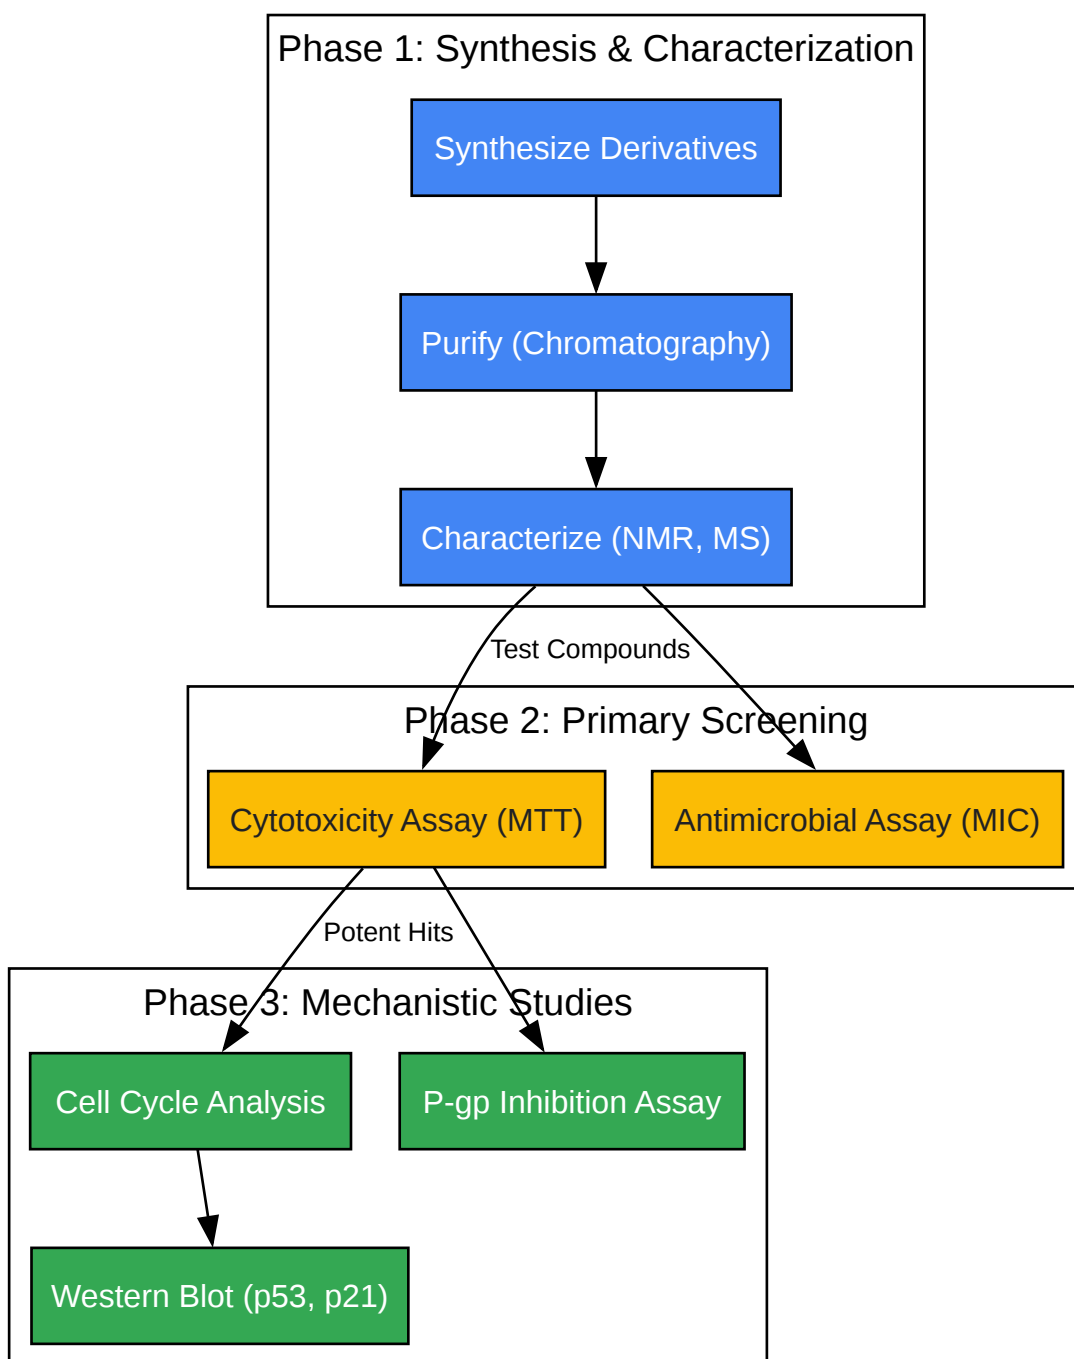 Phase 1: Synthesis & Characterization
Synthesize Derivatives
Purify (Chromatography)
Characterize (NMR, MS)
Test Compounds
Phase 2: Primary Screening
Cytotoxicity Assay (MTT)
Antimicrobial Assay (MIC)
Potent Hits
Phase 3: Mechanistic Studies
Cell Cycle Analysis
P-gp Inhibition Assay
Western Blot (p53, p21)